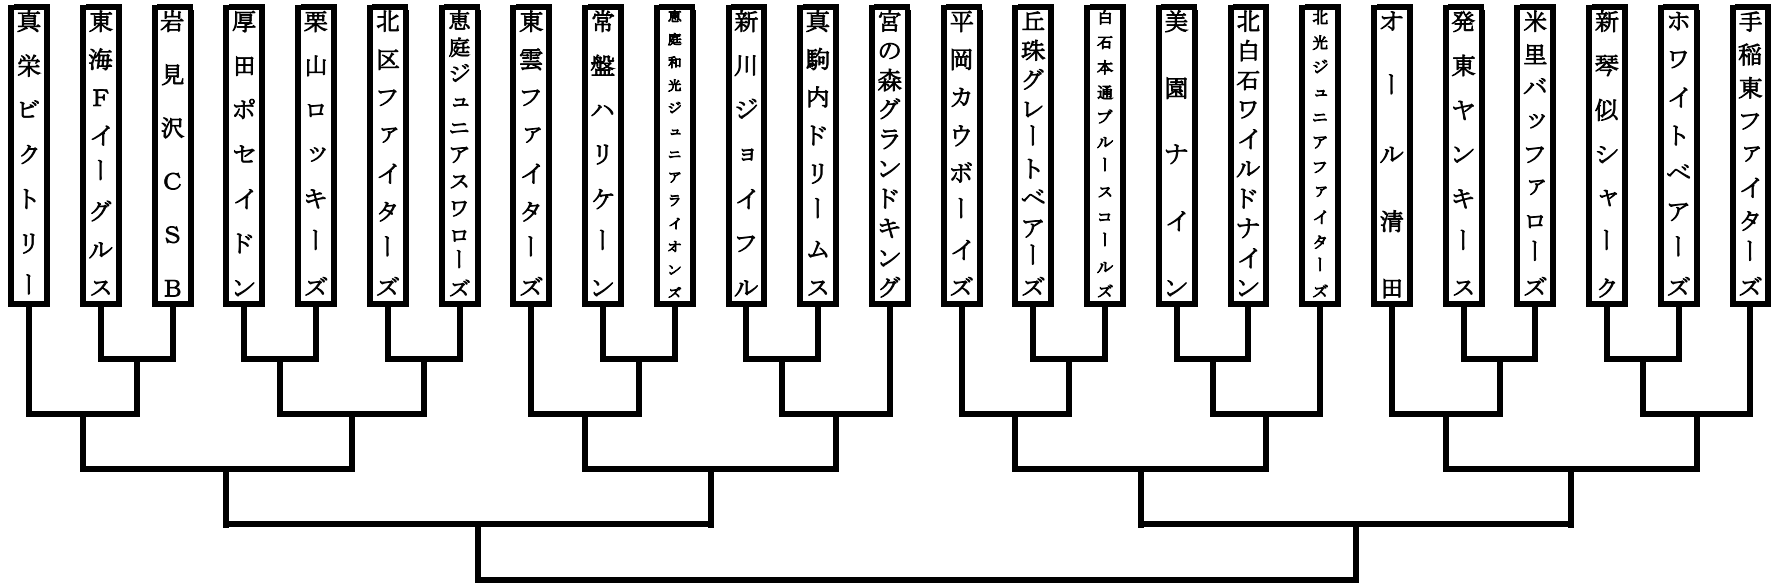 真栄ビクトリー
東海Fイーグルス
岩見沢CSB
厚田ポセイドン
栗山ロッキーズ
北区ファイターズ
恵庭ジュニアスワローズ
東雲ファイターズ
常盤ハリケーン
恵庭和光ジュニアライオンズ
新川ジョイフル
真駒内ドリームス
宮の森グランドキング
平岡カウボーイズ
丘珠グレートベアーズ
白石本通ブルースコールズ
美園ナイン
北白石ワイルドナイン
北光ジュニアファイターズ
オール清田
発東ヤンキース
米里バッファローズ
新琴似シャーク
ホワイトベアーズ
手稲東ファイターズ